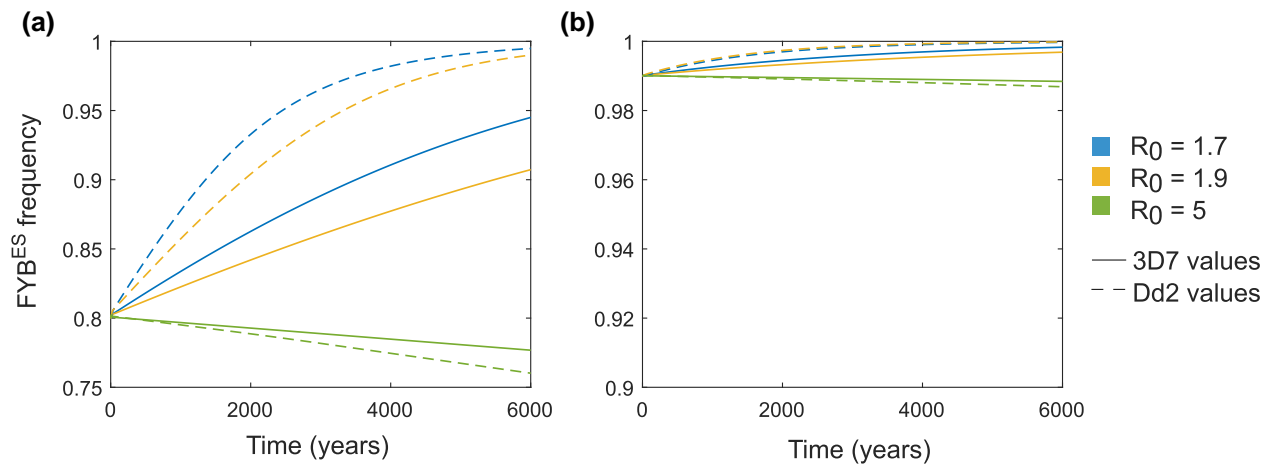 (a)
1
0.95
0.9
0.85
0.8
0.75
FYB^ES frequency
0 2000 4000 6000
Time (years)
(b)
1
0.98
0.96
0.94
0.92
0.9
0 2000 4000 6000
Time (years)
R0 = 1.7
R0 = 1.9
R0 = 5
3D7 values
Dd2 values